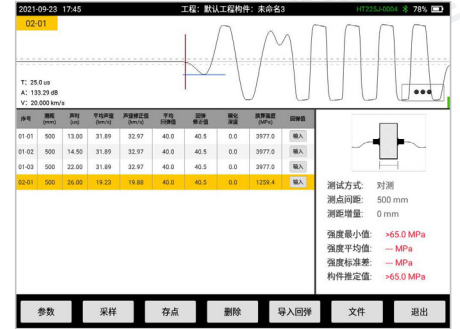 2021-09-23 17:45 工程：默认工程构件：未命名3 HT225J-0004 78%
02-01
T: 25.0 us
A: 133.29 dB
V: 20.000 km/s
序号 测距(mm) 声时(us) 平均声速(km/s) 声速修正值(km/s) 平均回弹值 回弹修正值 碳化深度 换算强度(MPa) 回弹值
01-01 500 13.00 31.89 32.97 40.0 40.5 0.0 3977.0 输入
01-02 500 14.50 31.89 32.97 40.0 40.5 0.0 3977.0 输入
01-03 500 22.00 31.89 32.97 40.0 40.5 0.0 3977.0 输入
02-01 500 26.00 19.23 19.88 40.0 40.5 0.0 1259.4 输入
测试方式: 对测
测点间距: 500 mm
测距增量: 0 mm
强度最小值: >65.0 MPa
强度平均值: --- MPa
强度标准差: --- MPa
构件推定值: >65.0 MPa
参数 采样 存点 删除 导入回弹 文件 退出